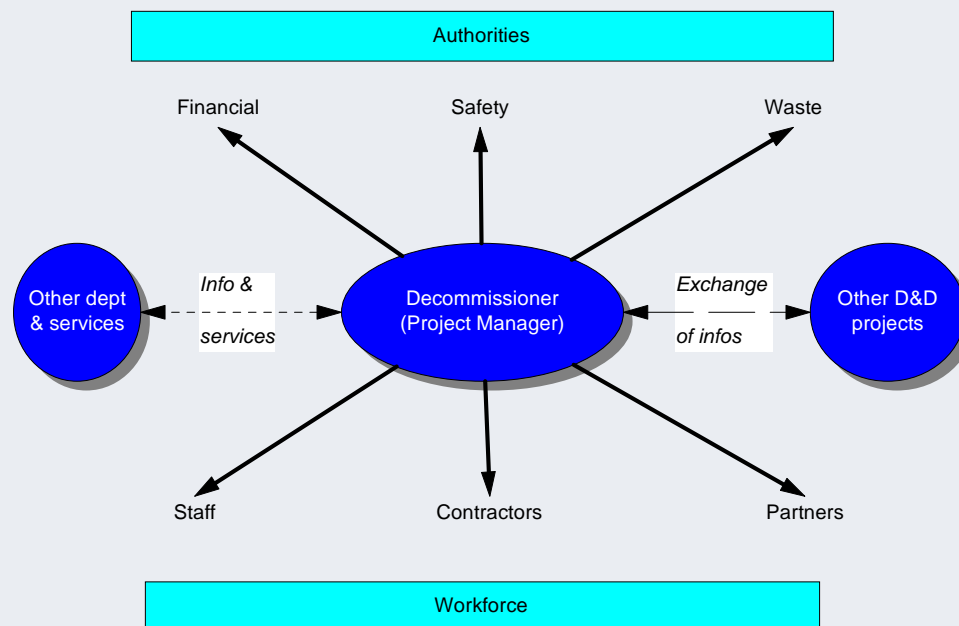 Authorities
Financial
Safety
Waste
Other dept
& services
Info &
services
Decommissioner
(Project Manager)
Exchange
of infos
Other D&D
projects
Staff
Contractors
Partners
Workforce